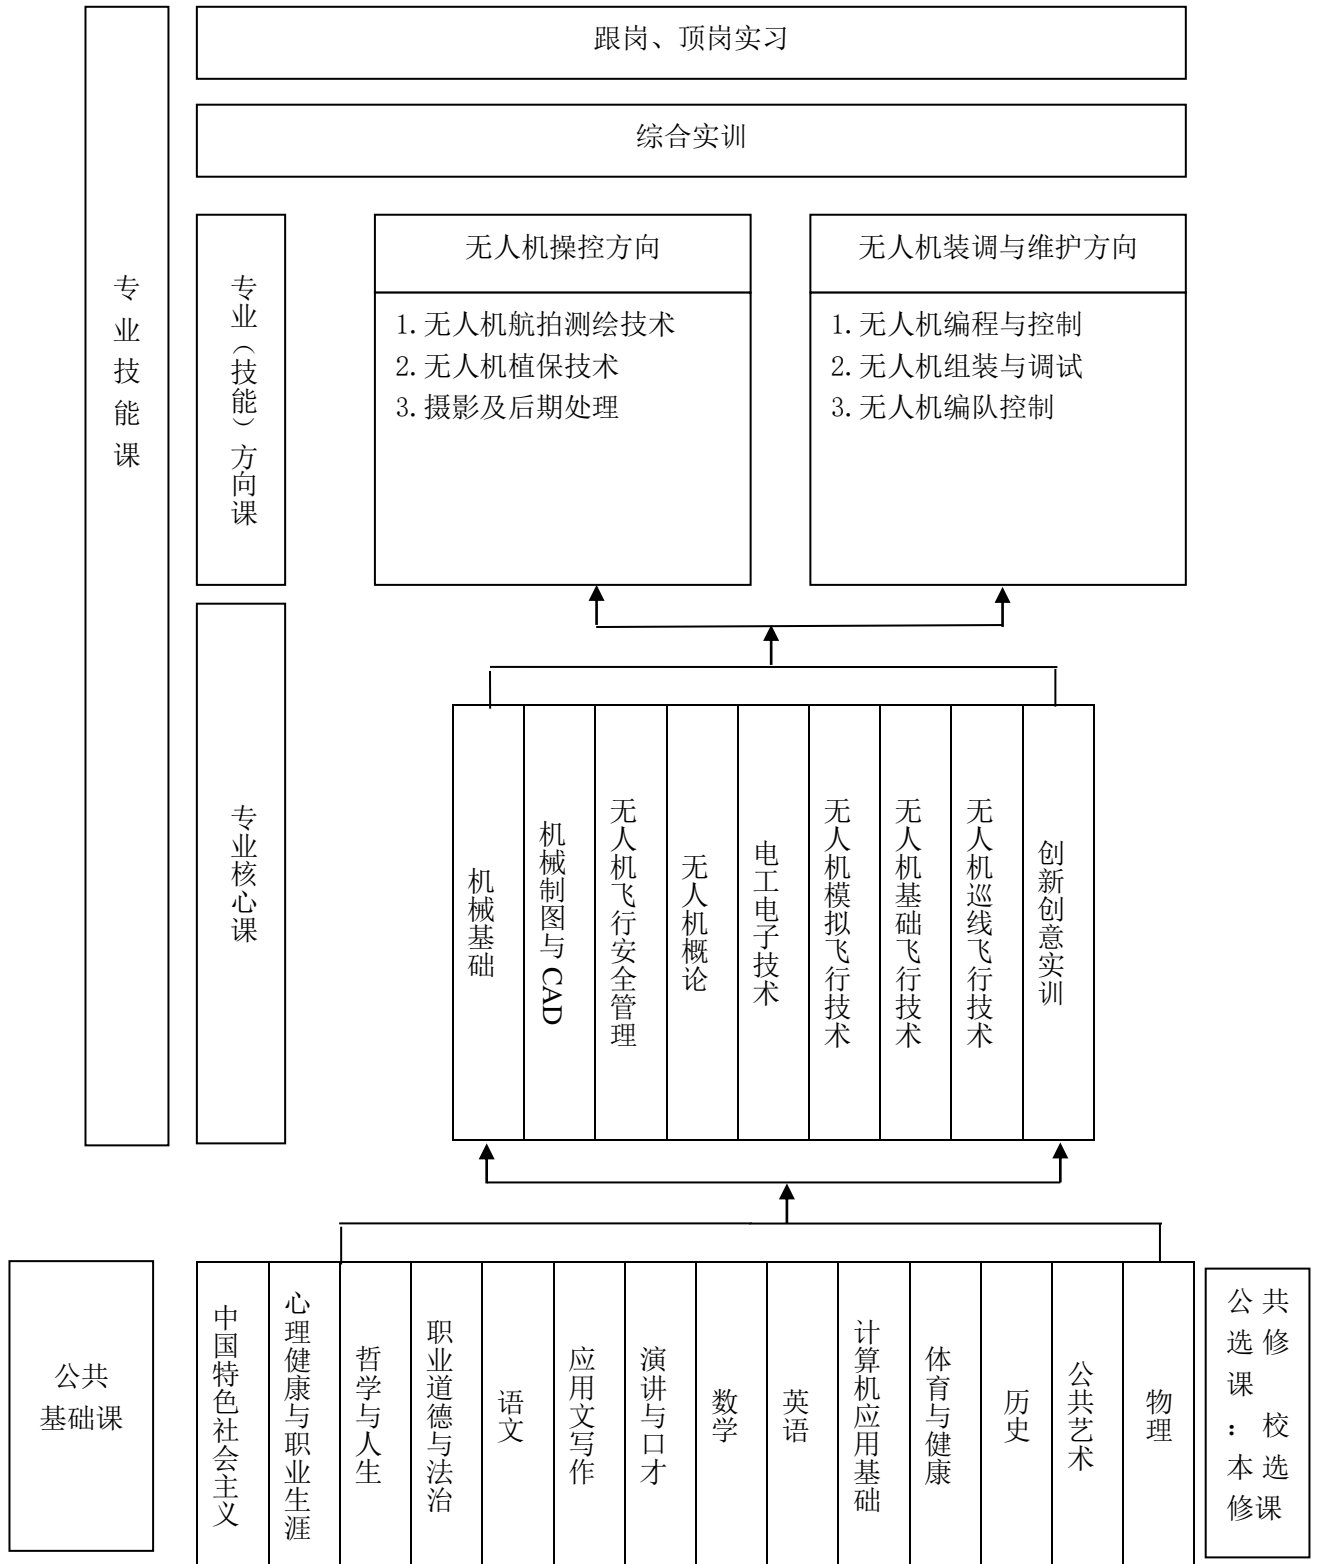 跟岗、顶岗实习
综合实训
专业技能课
专业（技能）方向课
无人机操控方向
1.无人机航拍测绘技术
2.无人机植保技术
3.摄影及后期处理
无人机装调与维护方向
1.无人机编程与控制
2.无人机组装与调试
3.无人机编队控制
专业核心课
机械基础
机械制图与 CAD
无人机飞行安全管理
无人机概论
电工电子技术
无人机模拟飞行技术
无人机基础飞行技术
无人机巡线飞行技术
创新创意实训
公共
基础课
中国特色社会主义
心理健康与职业生涯
哲学与人生
职业道德与法治
语文
应用文写作
演讲与口才
数学
英语
计算机应用基础
体育与健康
历史
公共艺术
物理
公共
选修
课
：校
本选
修课